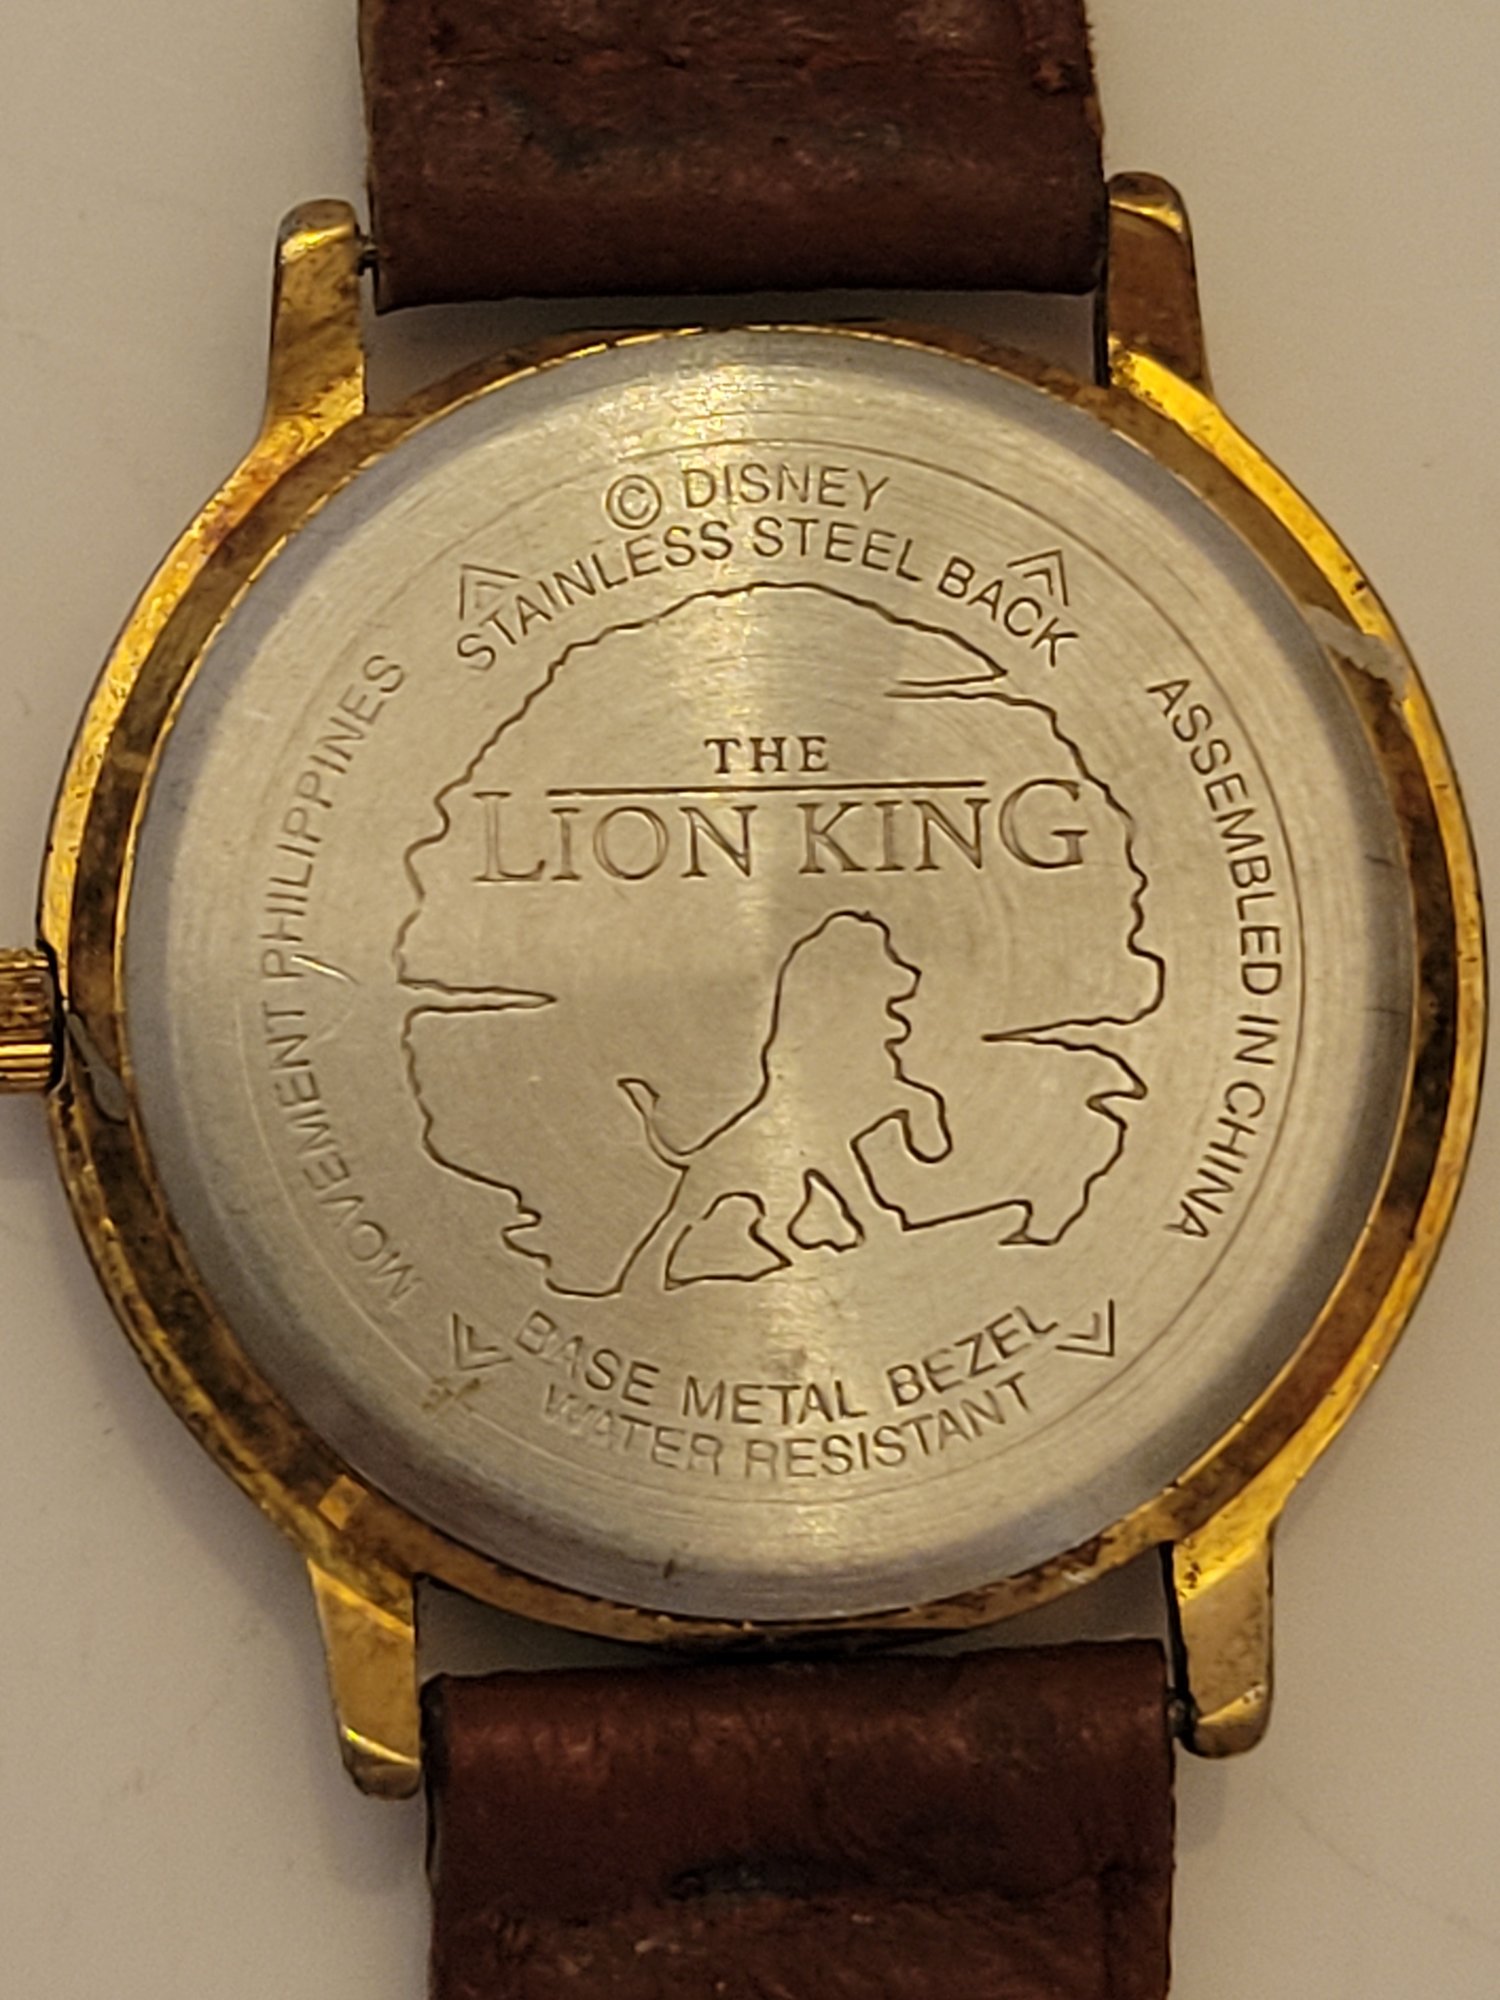 © DISNEY
STAINLESS STEEL BACK
MOVEMENT PHILIPPINES
THE
LION KING
ASSEMBLED IN CHINA
BASE METAL BEZEL
WATER RESISTANT